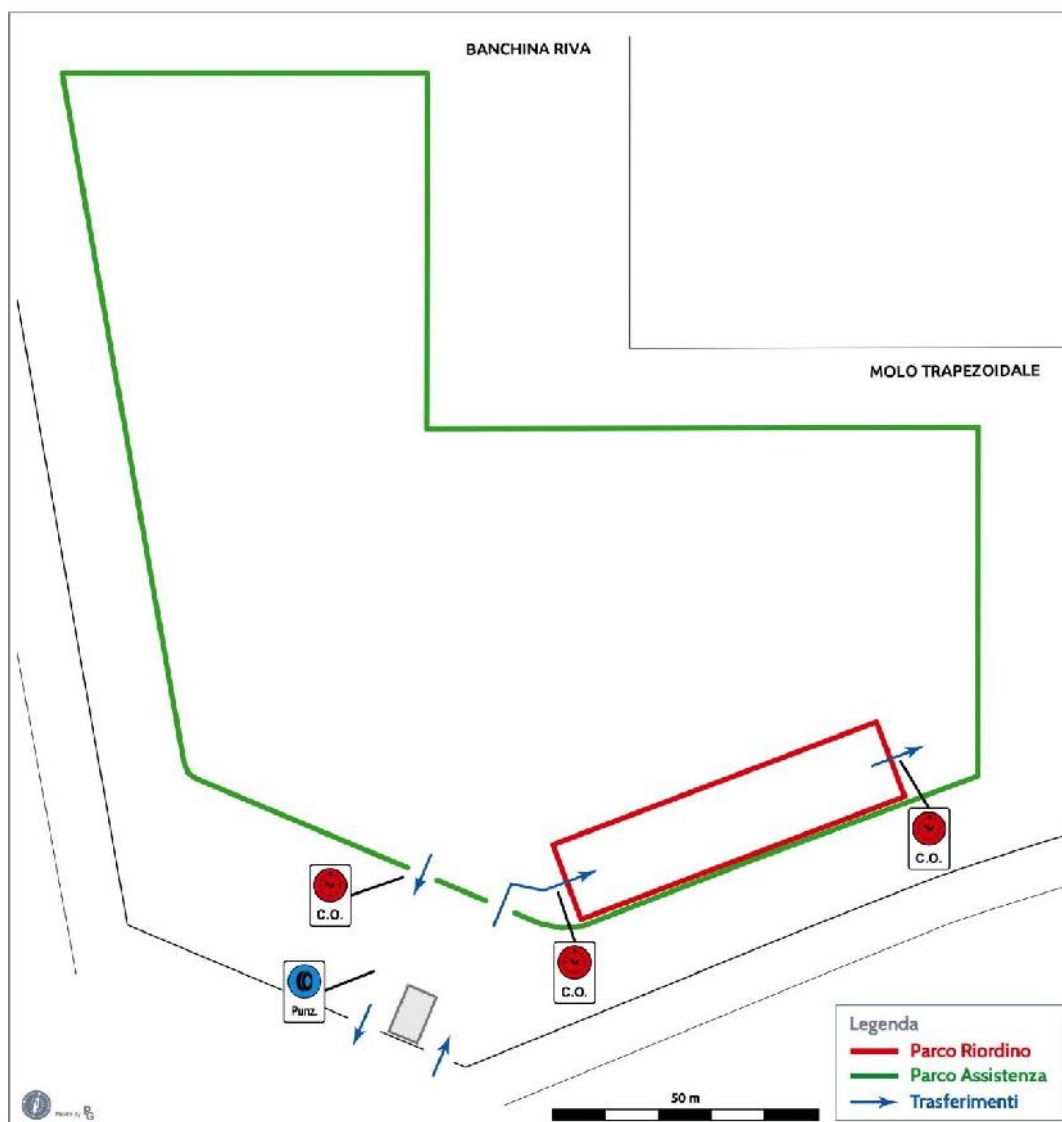 BANCHINA RIVA
MOLO TRAPEZOIDALE
C.O.
C.O.
C.O.
Punz.
Legenda
Parco Riordino
Parco Assistenza
Trasferimenti
50 m